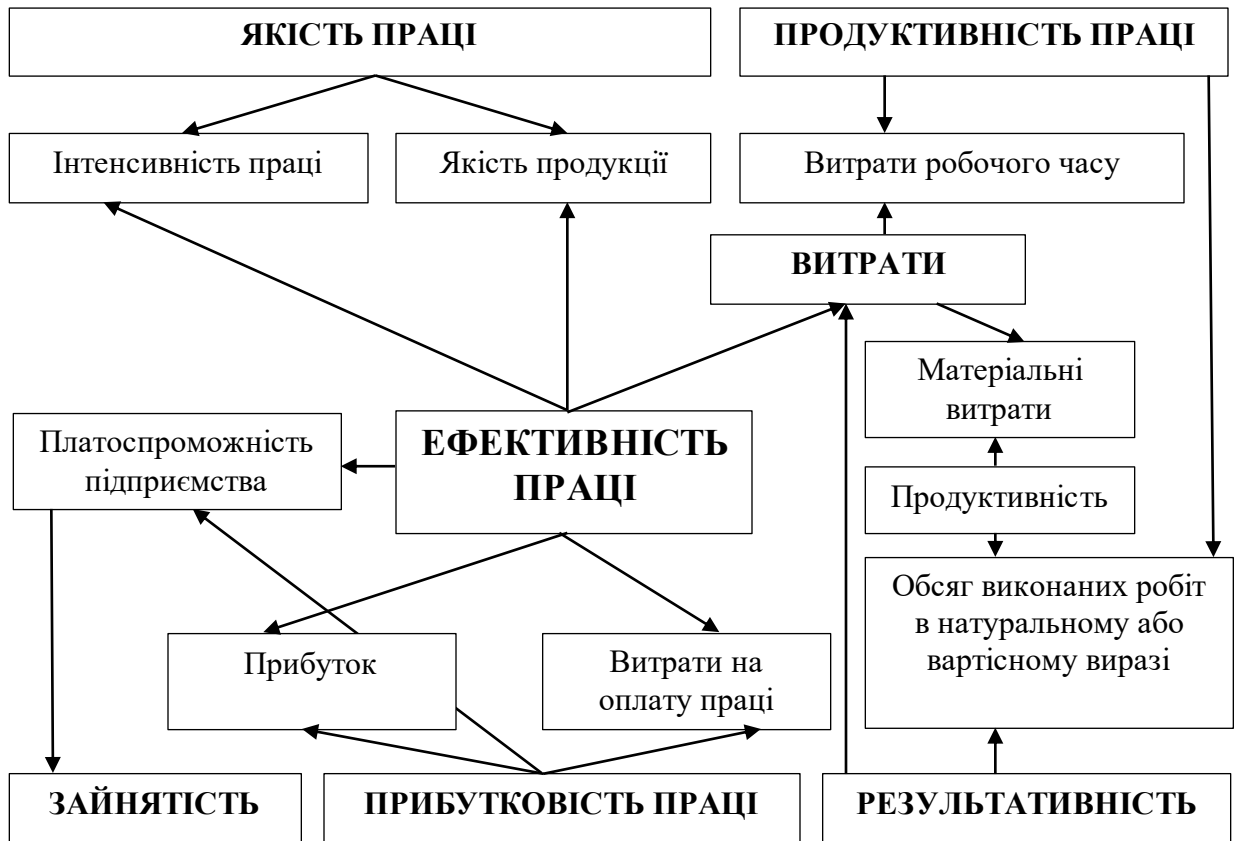 ЯКІСТЬ ПРАЦІ
ПРОДУКТИВНІСТЬ ПРАЦІ
Інтенсивність праці
Якість продукції
Витрати робочого часу
ВИТРАТИ
Матеріальні
витрати
Платоспроможність
підприємства
ЕФЕКТИВНІСТЬ
ПРАЦІ
Продуктивність
Обсяг виконаних робіт
в натуральному або
вартісному виразі
Прибуток
Витрати на
оплату праці
ЗАЙНЯТІСТЬ
ПРИБУТКОВІСТЬ ПРАЦІ
РЕЗУЛЬТАТИВНІСТЬ